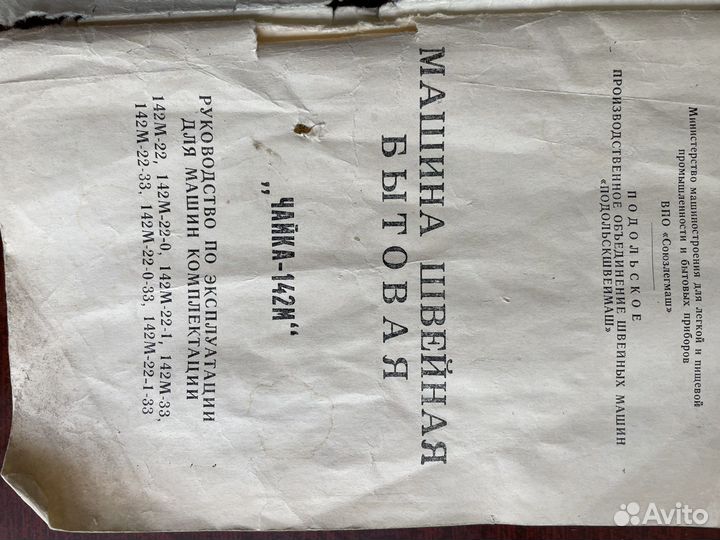 Министерство машиностроения для легкой и пищевой
промышленности и бытовых приборов
ВПО «Союзлегмаш»
ПОДОЛЬСКОЕ
ПРОИЗВОДСТВЕННОЕ ОБЪЕДИНЕНИЕ ШВЕЙНЫХ МАШИН
«ПОДОЛЬСКШВЕЙМАШ»
МАШИНА ШВЕЙНАЯ
БЫТОВАЯ
„ЧАЙКА-142М“
РУКОВОДСТВО ПО ЭКСПЛУАТАЦИИ
ДЛЯ МАШИН КОМПЛЕКТАЦИИ
142М-22, 142М-22-0, 142М-22-1, 142М-33,
142М-22-33, 142М-22-0-33, 142М-22-1-33
Avito